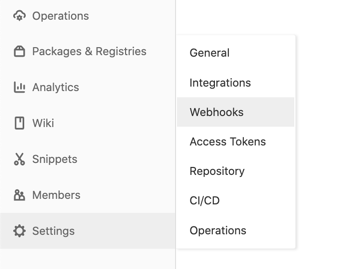 Operations
Packages & Registries
Analytics
Wiki
Snippets
Members
Settings
General
Integrations
Webhooks
Access Tokens
Repository
CI/CD
Operations